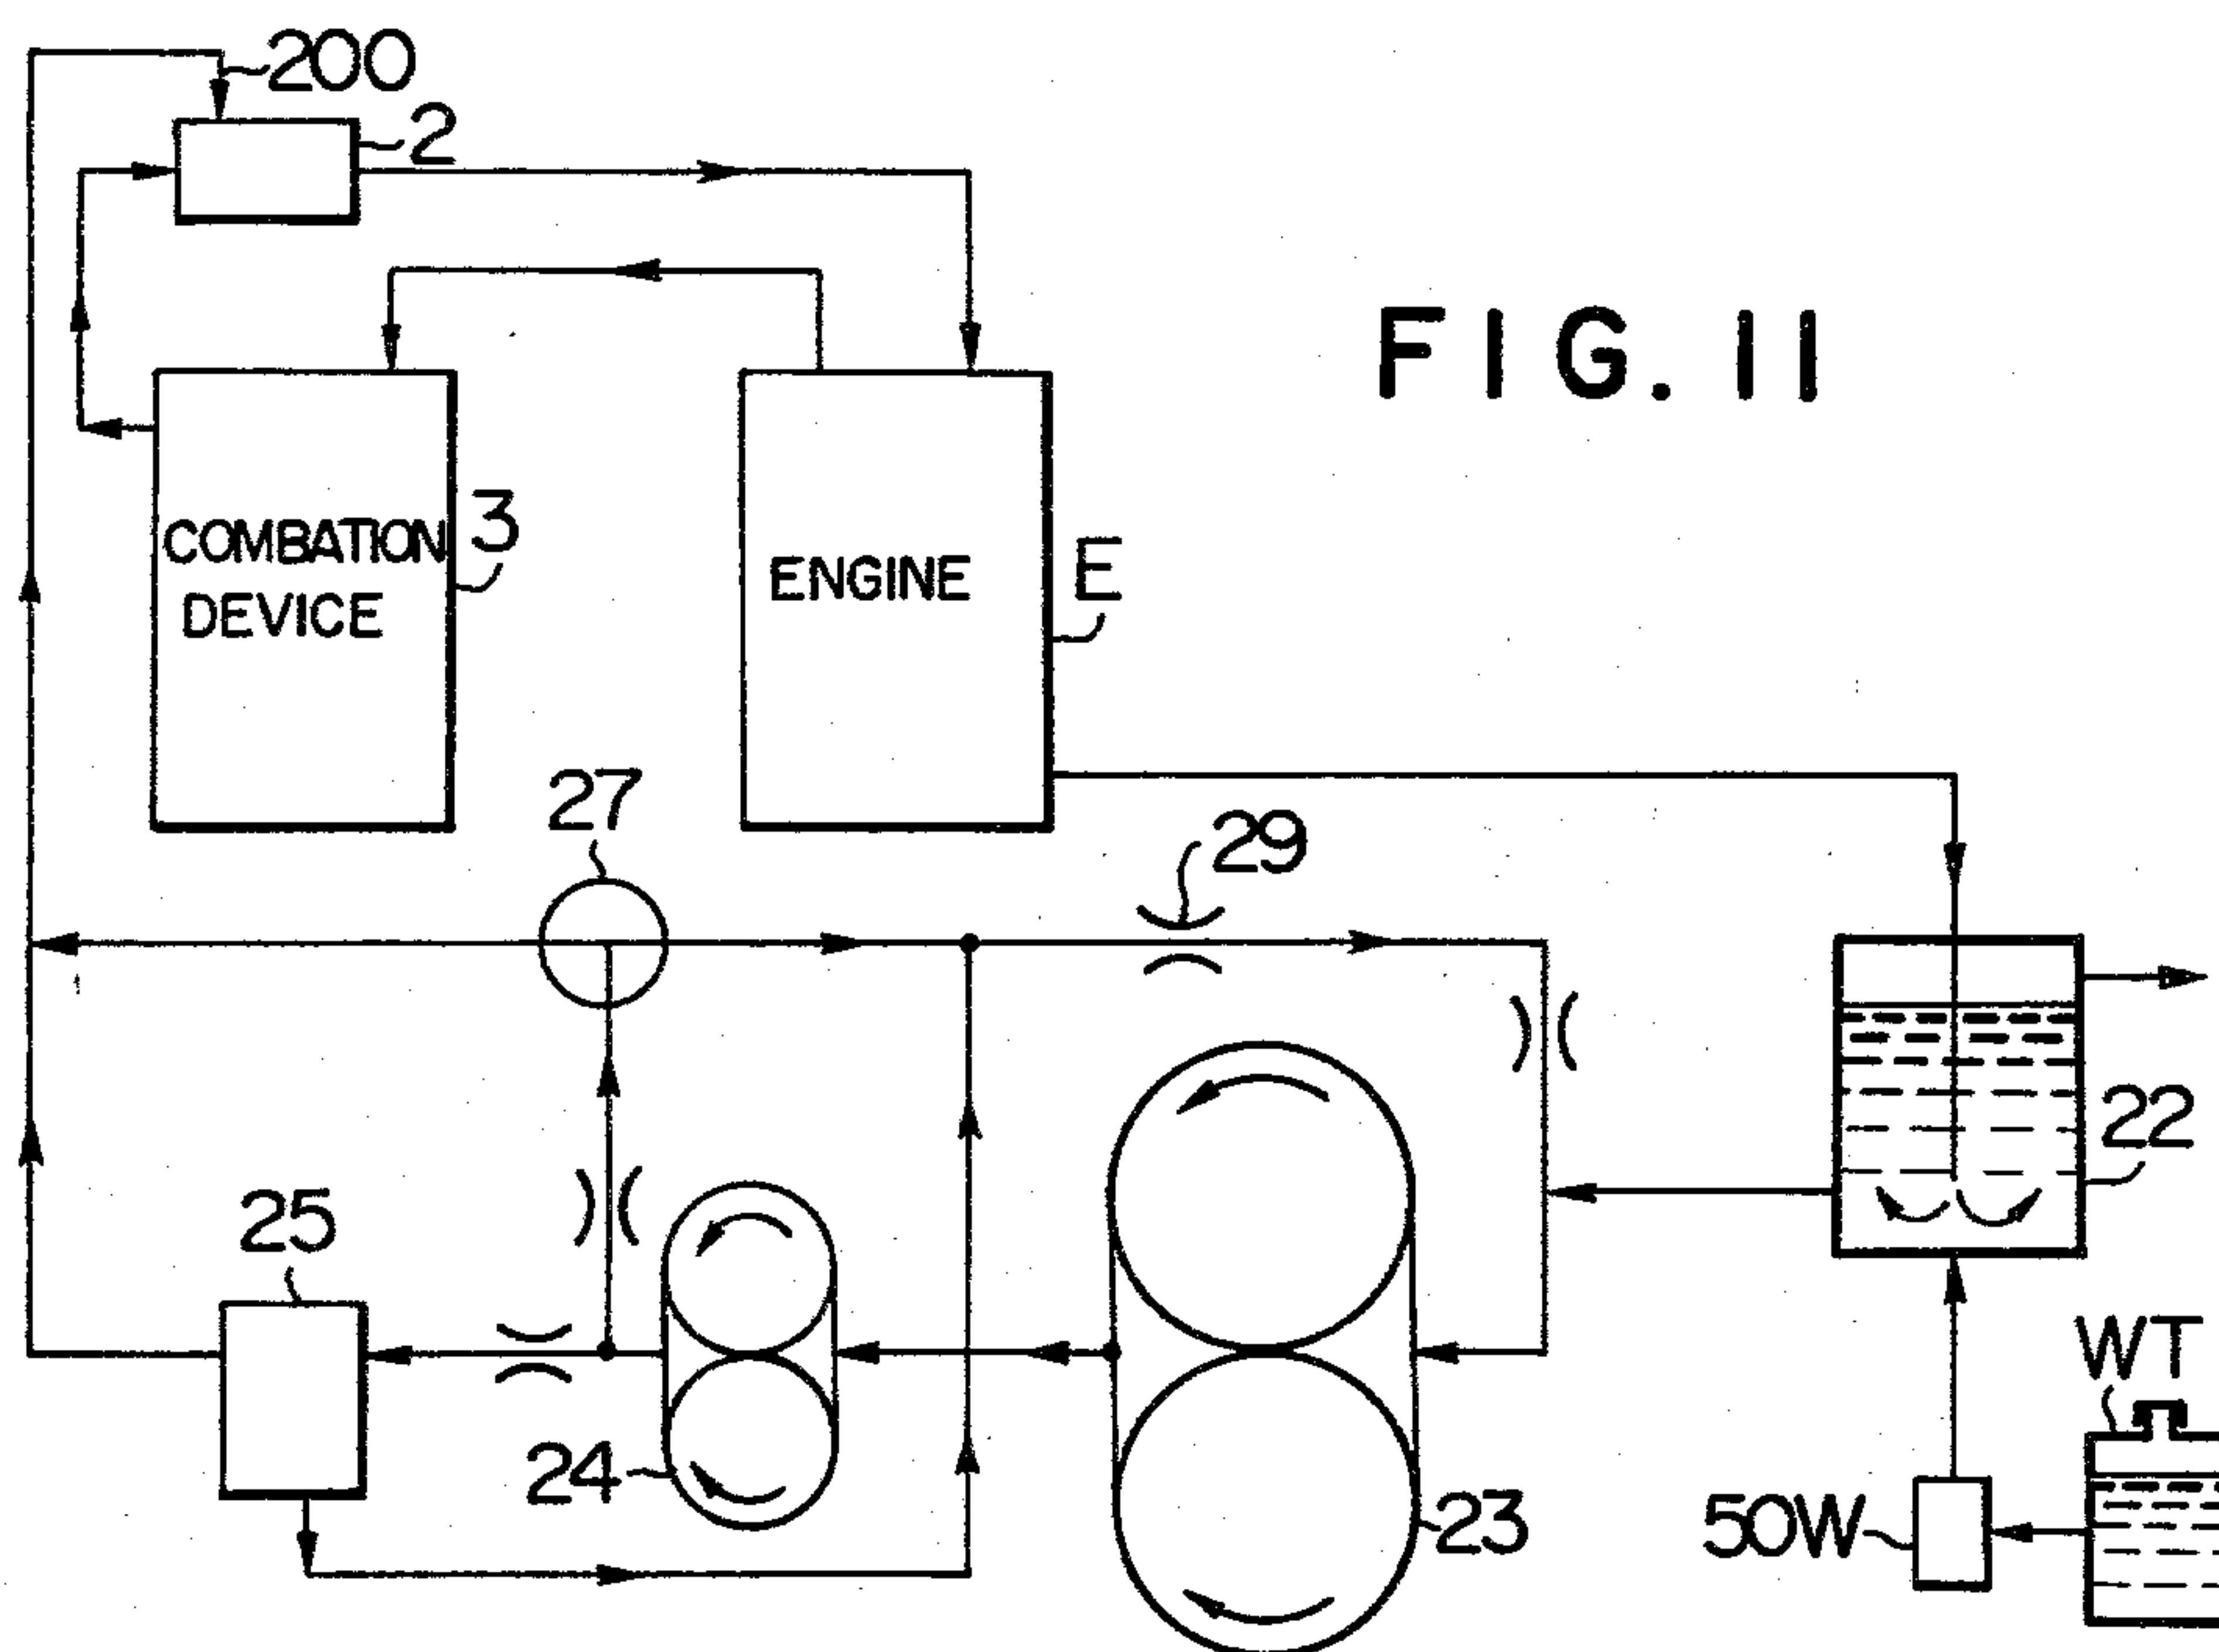 200
2
FIG. 11
COMBATION
DEVICE
3
ENGINE
E
27
29
22
25
24
23
WT
50W